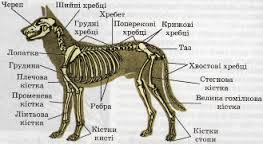 Череп
Шийні хребці
Хребет
Грудні
хребці
Поперекові
хребці
Крижові
хребці
Лопатка
Таз
Грудина
Хвостові хребці
Плечова
кістка
Стегнова
кістка
Променева
кістка
Ребра
Велика гомілкова
кістка
Ліктьова
кістка
Кістки
кисті
Кістки
стопи